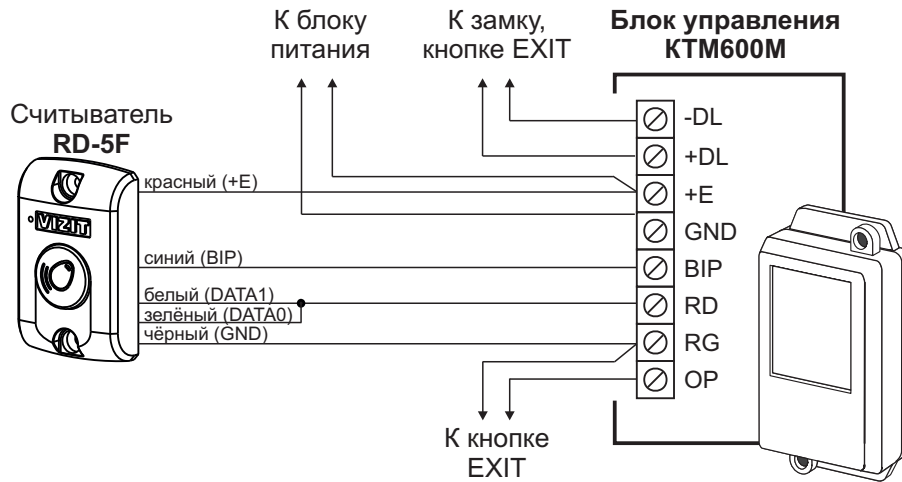 К блоку
питания
К замку,
кнопке EXIT
Блок управления
КТМ600М
Считыватель
RD-5F
VIZIT
красный (+E)
синий (BIP)
белый (DATA1)
зелёный (DATA0)
чёрный (GND)
-DL
+DL
+E
GND
BIP
RD
RG
OP
К кнопке
EXIT